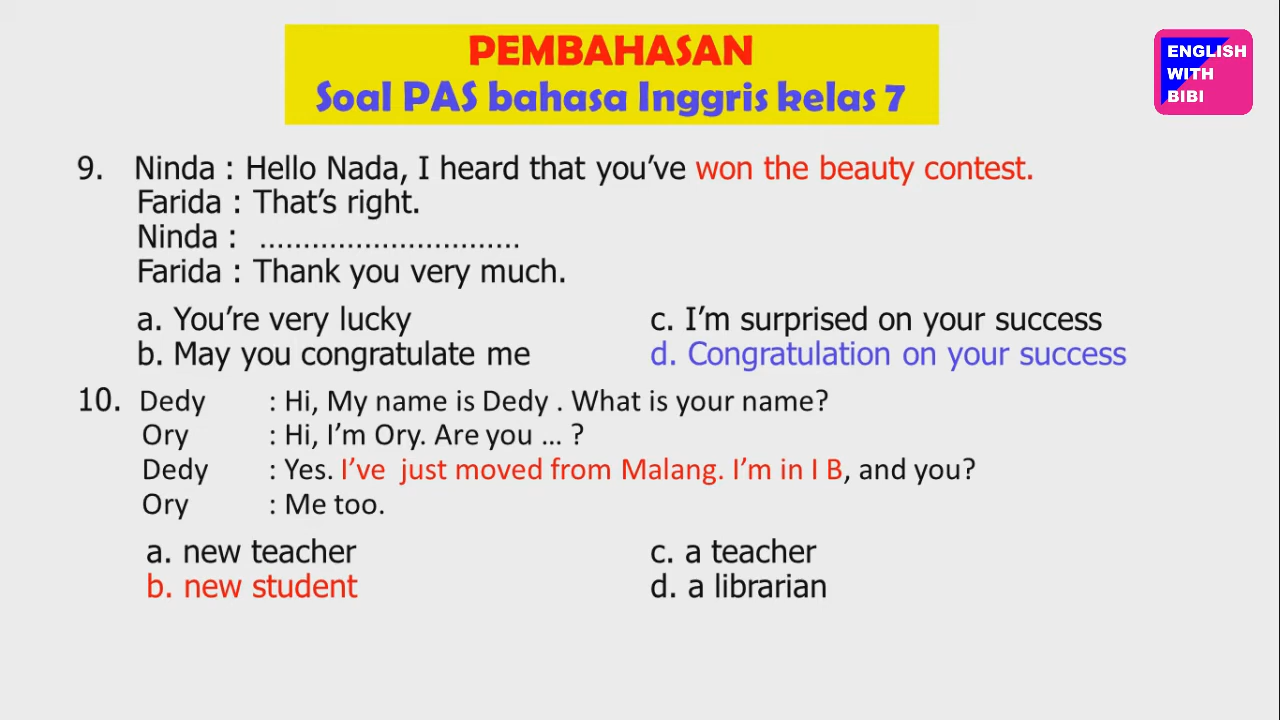 PEMBAHASAN
Soal PAS bahasa Inggris kelas 7
ENGLISH
WITH
BIBI
9. Ninda : Hello Nada, I heard that you've won the beauty contest.
Farida : That's right.
Ninda : ..............................
Farida : Thank you very much.
a. You're very lucky c. I'm surprised on your success
b. May you congratulate me d. Congratulation on your success
10. Dedy : Hi, My name is Dedy . What is your name?
Ory : Hi, I'm Ory. Are you ... ?
Dedy : Yes. I've just moved from Malang. I'm in I B, and you?
Ory : Me too.
a. new teacher c. a teacher
b. new student d. a librarian